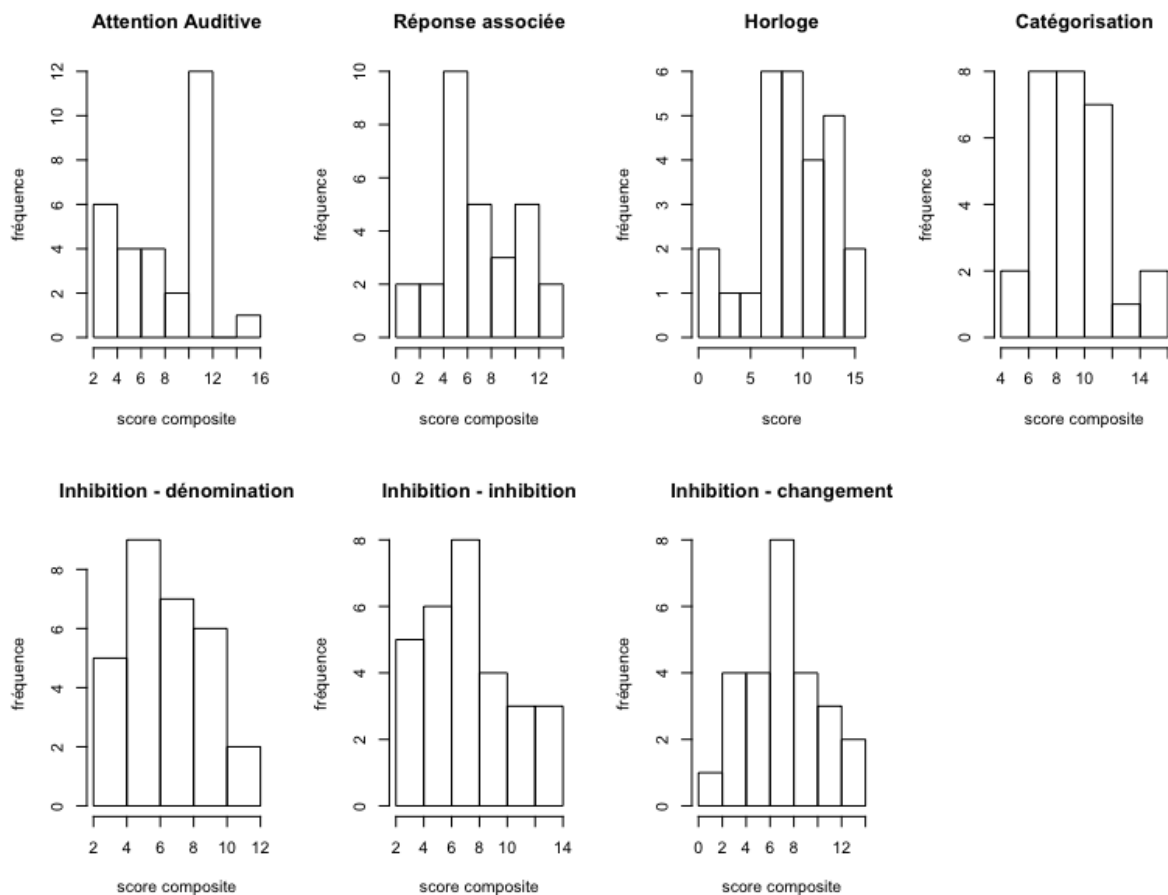 Attention Auditive
fréquence
0 2 4 6 8 10 12
2 4 6 8 12 16
score composite
Réponse associée
fréquence
0 2 4 6 8 10
0 2 4 6 8 12
score composite
Horloge
fréquence
0 1 2 3 4 5 6
0 5 10 15
score
Catégorisation
fréquence
0 2 4 6 8
4 6 8 10 14
score composite
Inhibition - dénomination
fréquence
0 2 4 6 8
2 4 6 8 10 12
score composite
Inhibition - inhibition
fréquence
0 2 4 6 8
2 4 6 8 10 14
score composite
Inhibition - changement
fréquence
0 2 4 6 8
0 2 4 6 8 12
score composite